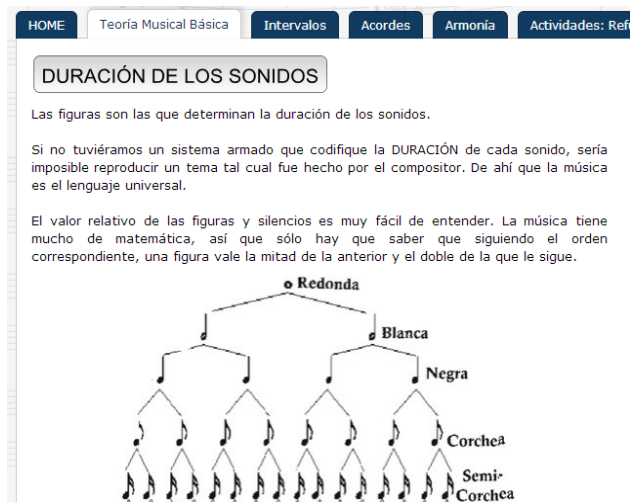 HOME Teoría Musical Básica Intervalos Acordes Armonía Actividades: Refu
DURACIÓN DE LOS SONIDOS
Las figuras son las que determinan la duración de los sonidos.
Si no tuviéramos un sistema armado que codifique la DURACIÓN de cada sonido, sería
imposible reproducir un tema tal cual fue hecho por el compositor. De ahí que la música
es el lenguaje universal.
El valor relativo de las figuras y silencios es muy fácil de entender. La música tiene
mucho de matemática, así que sólo hay que saber que siguiendo el orden
correspondiente, una figura vale la mitad de la anterior y el doble de la que le sigue.
Redonda
Blanca
Negra
Corchea
Semi-
Corchea